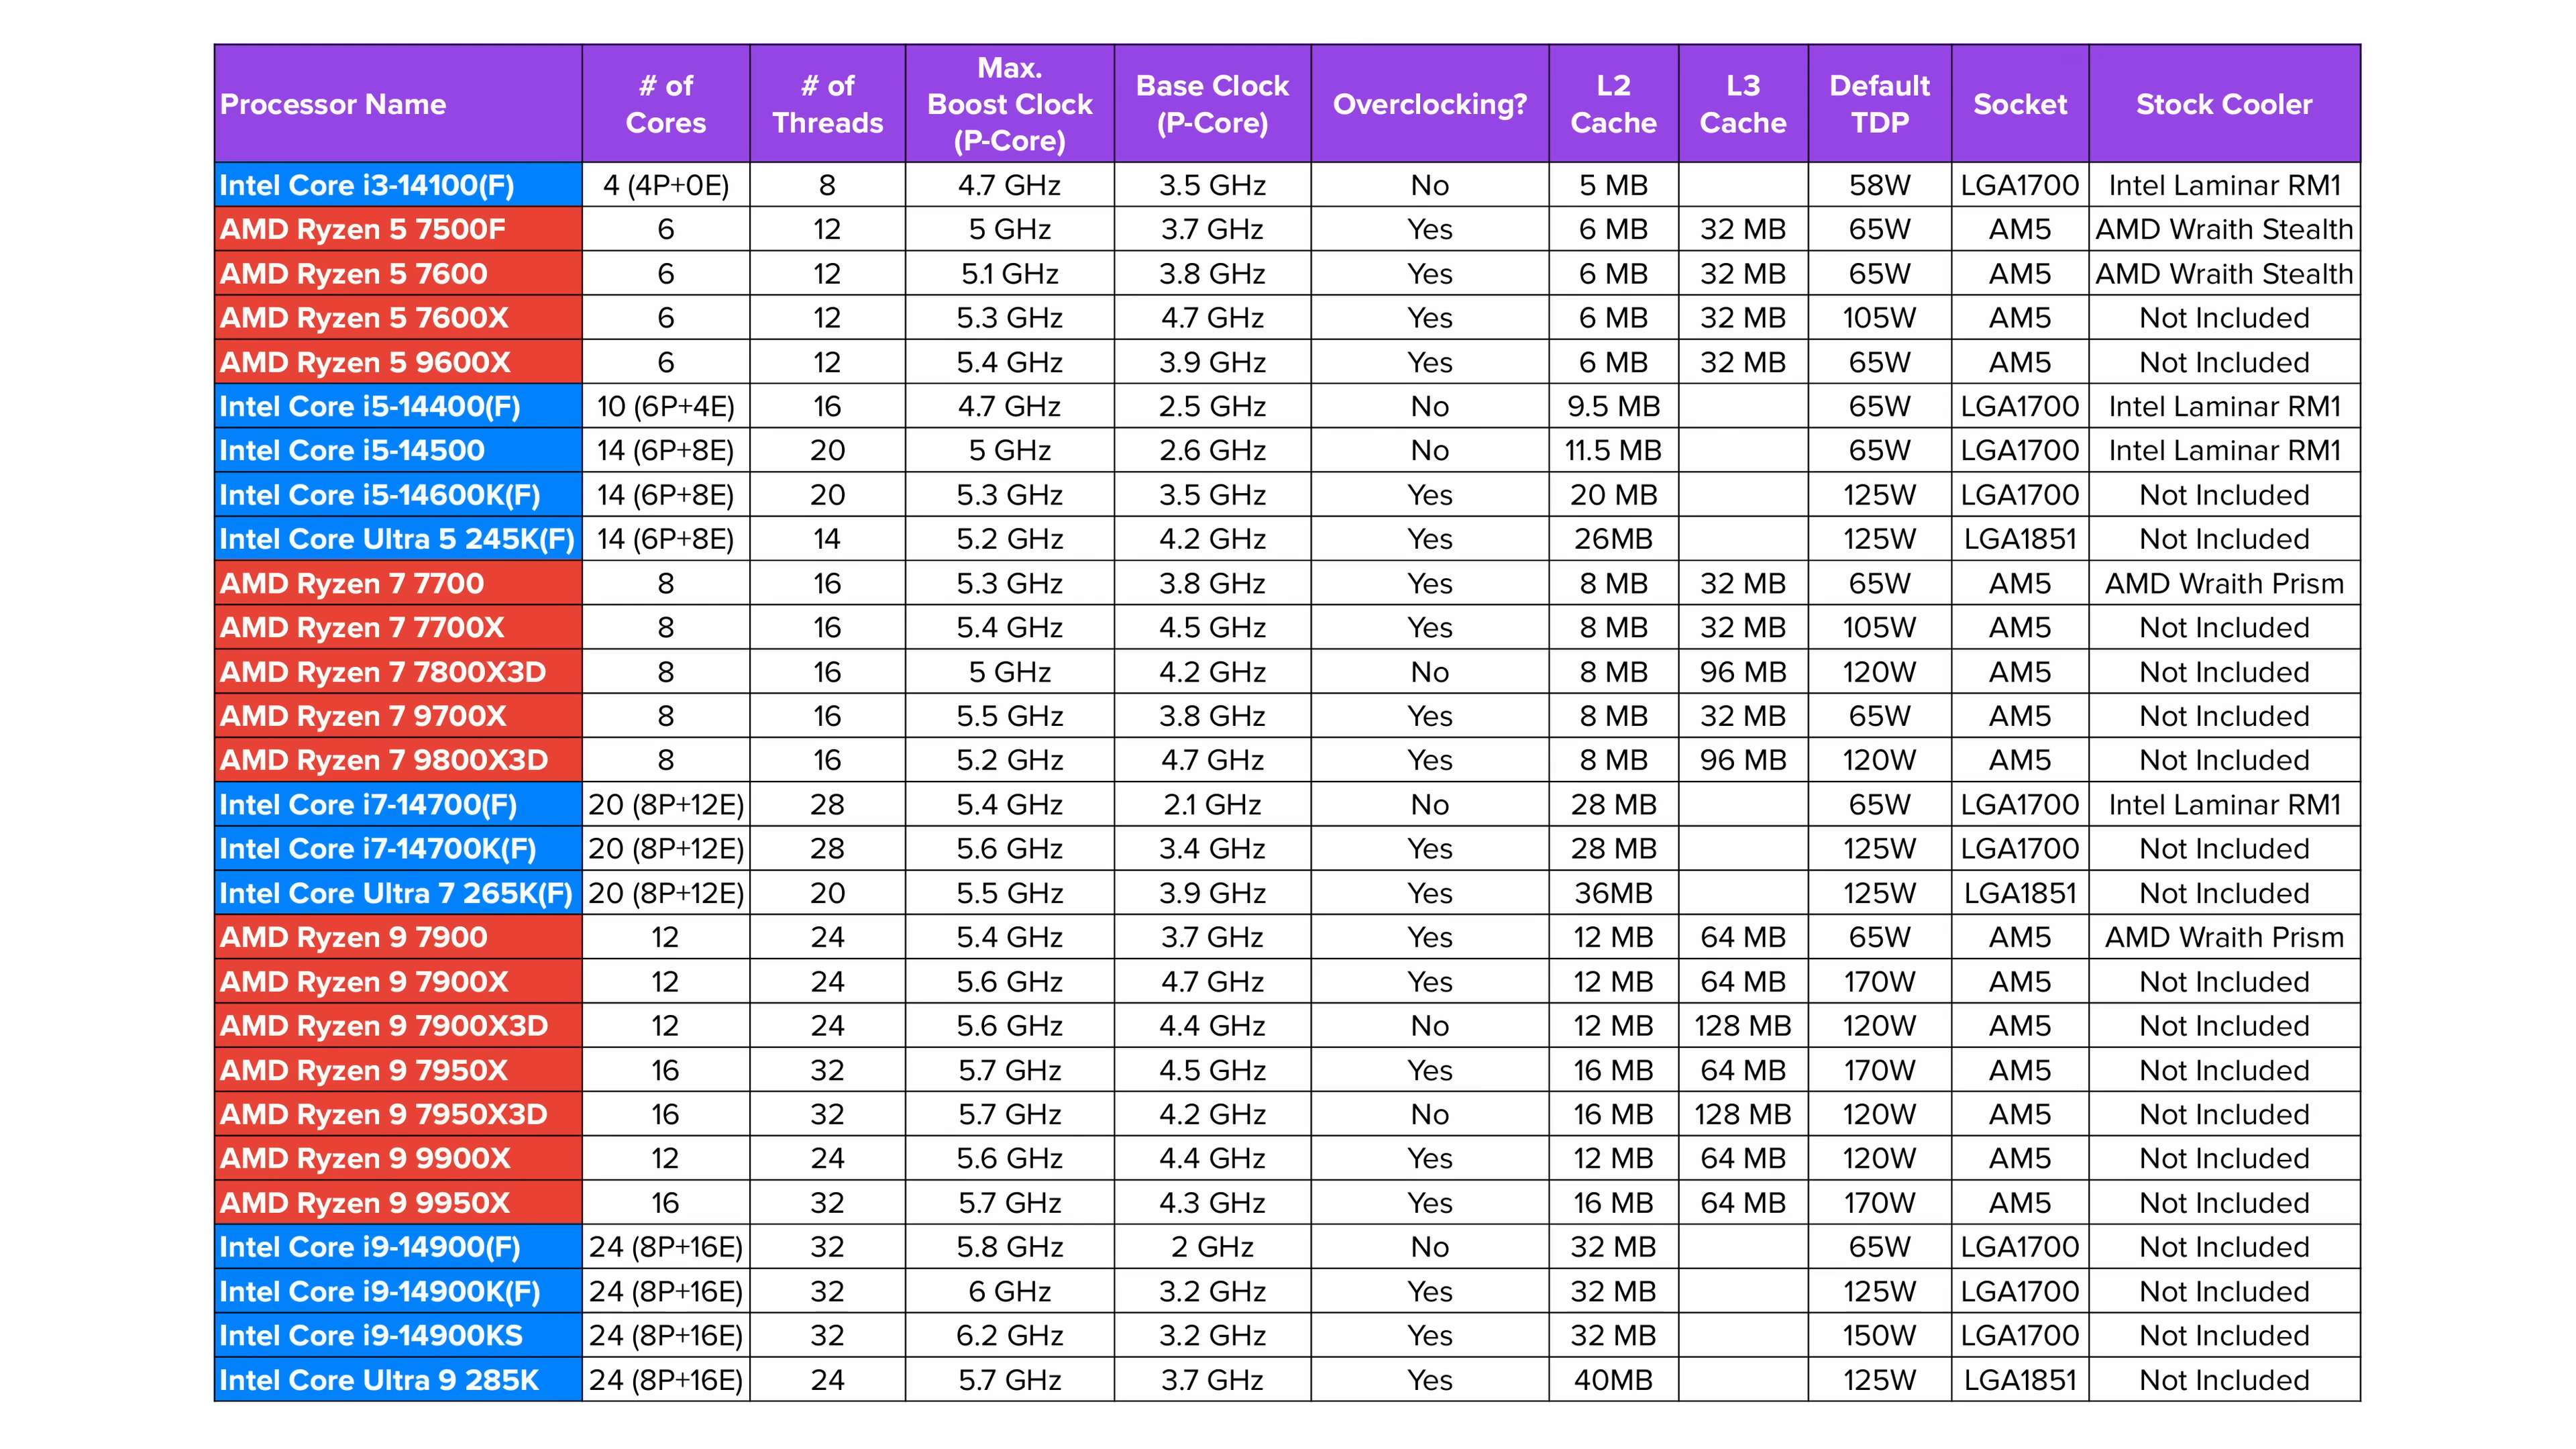 Processor Name # of Cores # of Threads Max. Boost Clock (P-Core) Base Clock (P-Core) Overclocking? L2 Cache L3 Cache Default TDP Socket Stock Cooler
Intel Core i3-14100(F) 4 (4P+0E) 8 4.7 GHz 3.5 GHz No 5 MB 58W LGA1700 Intel Laminar RM1
AMD Ryzen 5 7500F 6 12 5 GHz 3.7 GHz Yes 6 MB 32 MB 65W AM5 AMD Wraith Stealth
AMD Ryzen 5 7600 6 12 5.1 GHz 3.8 GHz Yes 6 MB 32 MB 65W AM5 AMD Wraith Stealth
AMD Ryzen 5 7600X 6 12 5.3 GHz 4.7 GHz Yes 6 MB 32 MB 105W AM5 Not Included
AMD Ryzen 5 9600X 6 12 5.4 GHz 3.9 GHz Yes 6 MB 32 MB 65W AM5 Not Included
Intel Core i5-14400(F) 10 (6P+4E) 16 4.7 GHz 2.5 GHz No 9.5 MB 65W LGA1700 Intel Laminar RM1
Intel Core i5-14500 14 (6P+8E) 20 5 GHz 2.6 GHz No 11.5 MB 65W LGA1700 Intel Laminar RM1
Intel Core i5-14600K(F) 14 (6P+8E) 20 5.3 GHz 3.5 GHz Yes 20 MB 125W LGA1700 Not Included
Intel Core Ultra 5 245K(F) 14 (6P+8E) 14 5.2 GHz 4.2 GHz Yes 26MB 125W LGA1851 Not Included
AMD Ryzen 7 7700 8 16 5.3 GHz 3.8 GHz Yes 8 MB 32 MB 65W AM5 AMD Wraith Prism
AMD Ryzen 7 7700X 8 16 5.4 GHz 4.5 GHz Yes 8 MB 32 MB 105W AM5 Not Included
AMD Ryzen 7 7800X3D 8 16 5 GHz 4.2 GHz No 8 MB 96 MB 120W AM5 Not Included
AMD Ryzen 7 9700X 8 16 5.5 GHz 3.8 GHz Yes 8 MB 32 MB 65W AM5 Not Included
AMD Ryzen 7 9800X3D 8 16 5.2 GHz 4.7 GHz Yes 8 MB 96 MB 120W AM5 Not Included
Intel Core i7-14700(F) 20 (8P+12E) 28 5.4 GHz 2.1 GHz No 28 MB 65W LGA1700 Intel Laminar RM1
Intel Core i7-14700K(F) 20 (8P+12E) 28 5.6 GHz 3.4 GHz Yes 28 MB 125W LGA1700 Not Included
Intel Core Ultra 7 265K(F) 20 (8P+12E) 20 5.5 GHz 3.9 GHz Yes 36MB 125W LGA1851 Not Included
AMD Ryzen 9 7900 12 24 5.4 GHz 3.7 GHz Yes 12 MB 64 MB 65W AM5 AMD Wraith Prism
AMD Ryzen 9 7900X 12 24 5.6 GHz 4.7 GHz Yes 12 MB 64 MB 170W AM5 Not Included
AMD Ryzen 9 7900X3D 12 24 5.6 GHz 4.4 GHz No 12 MB 128 MB 120W AM5 Not Included
AMD Ryzen 9 7950X 16 32 5.7 GHz 4.5 GHz Yes 16 MB 64 MB 170W AM5 Not Included
AMD Ryzen 9 7950X3D 16 32 5.7 GHz 4.2 GHz No 16 MB 128 MB 120W AM5 Not Included
AMD Ryzen 9 9900X 12 24 5.6 GHz 4.4 GHz Yes 12 MB 64 MB 120W AM5 Not Included
AMD Ryzen 9 9950X 16 32 5.7 GHz 4.3 GHz Yes 16 MB 64 MB 170W AM5 Not Included
Intel Core i9-14900(F) 24 (8P+16E) 32 5.8 GHz 2 GHz No 32 MB 65W LGA1700 Not Included
Intel Core i9-14900K(F) 24 (8P+16E) 32 6 GHz 3.2 GHz Yes 32 MB 125W LGA1700 Not Included
Intel Core i9-14900KS 24 (8P+16E) 32 6.2 GHz 3.2 GHz Yes 32 MB 150W LGA1700 Not Included
Intel Core Ultra 9 285K 24 (8P+16E) 24 5.7 GHz 3.7 GHz Yes 40MB 125W LGA1851 Not Included